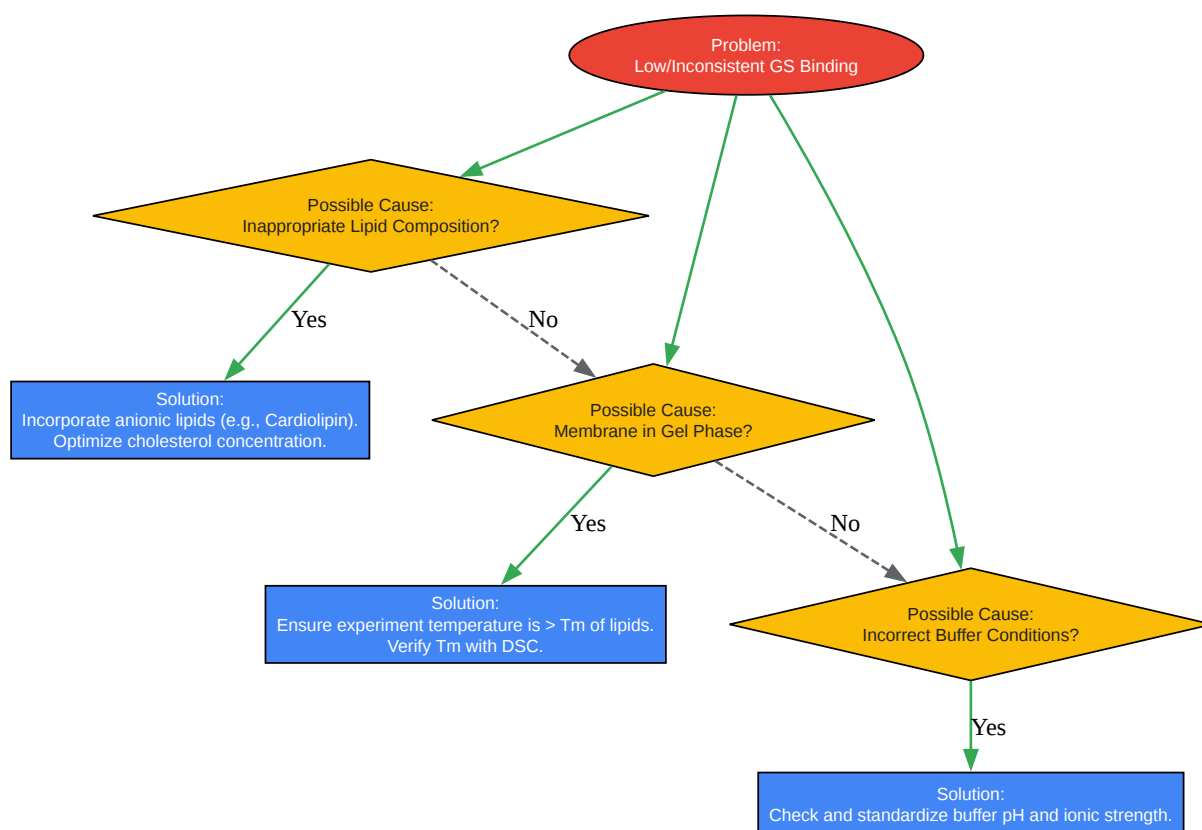 Problem:
Low/Inconsistent GS Binding
Possible Cause:
Inappropriate Lipid Composition?
Yes
No
Solution:
Incorporate anionic lipids (e.g., Cardiolipin).
Optimize cholesterol concentration.
Possible Cause:
Membrane in Gel Phase?
Yes
No
Solution:
Ensure experiment temperature is > Tm of lipids.
Verify Tm with DSC.
Possible Cause:
Incorrect Buffer Conditions?
Yes
Solution:
Check and standardize buffer pH and ionic strength.